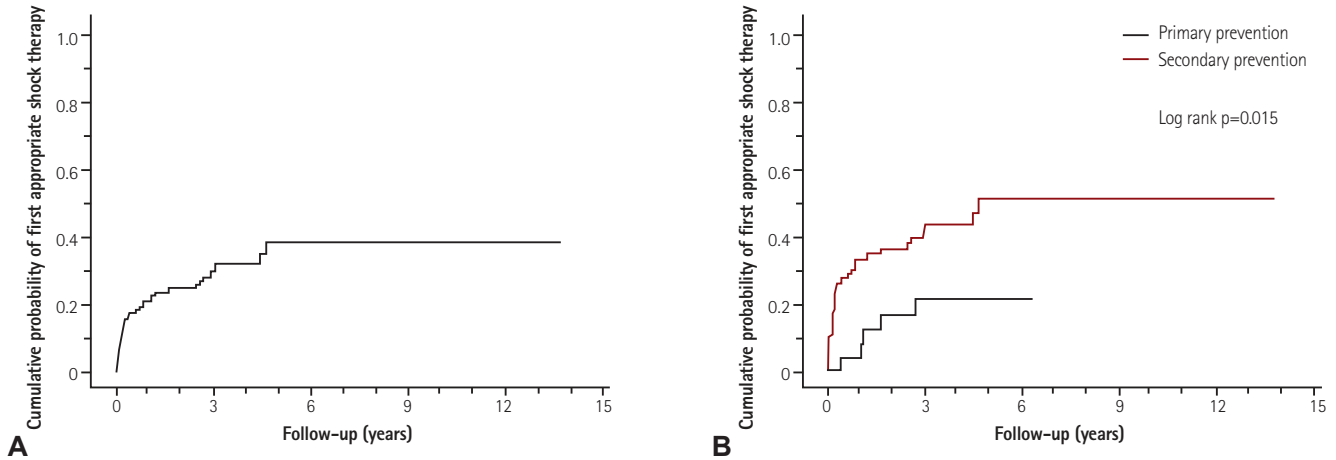 Cumulative probability of first appropriate shock therapy
1.0
0.8
0.6
0.4
0.2
0
0 3 6 9 12 15
Follow-up (years)
A
Cumulative probability of first appropriate shock therapy
1.0
0.8
0.6
0.4
0.2
0
Primary prevention
Secondary prevention
Log rank p=0.015
0 3 6 9 12 15
Follow-up (years)
B